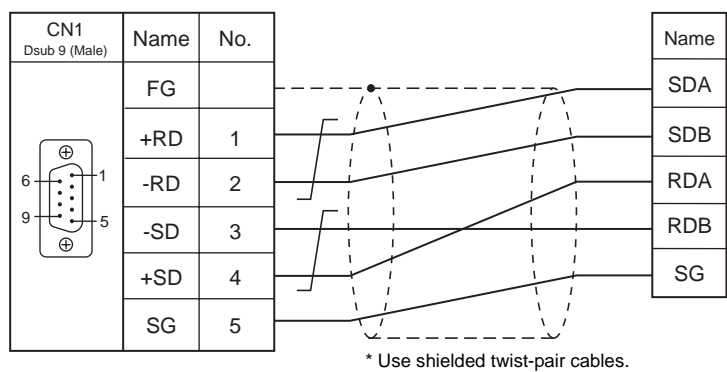 CN1
Dsub 9 (Male)
Name No.
Name
FG
SDA
+RD 1
SDB
-RD 2
RDA
-SD 3
RDB
+SD 4
SG
SG 5
6
1
9
5
* Use shielded twist-pair cables.